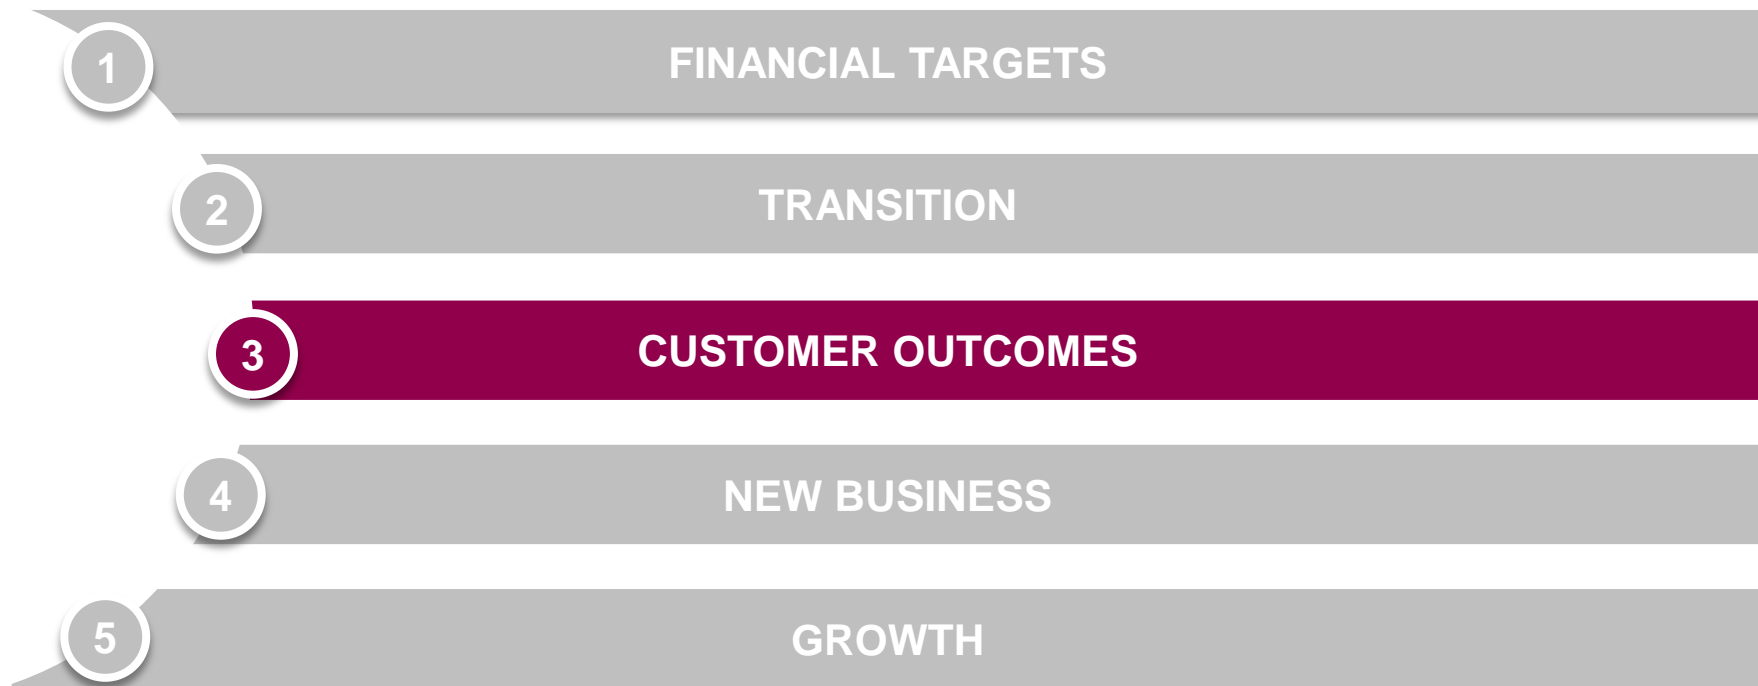 1 FINANCIAL TARGETS
2 TRANSITION
3 CUSTOMER OUTCOMES
4 NEW BUSINESS
5 GROWTH